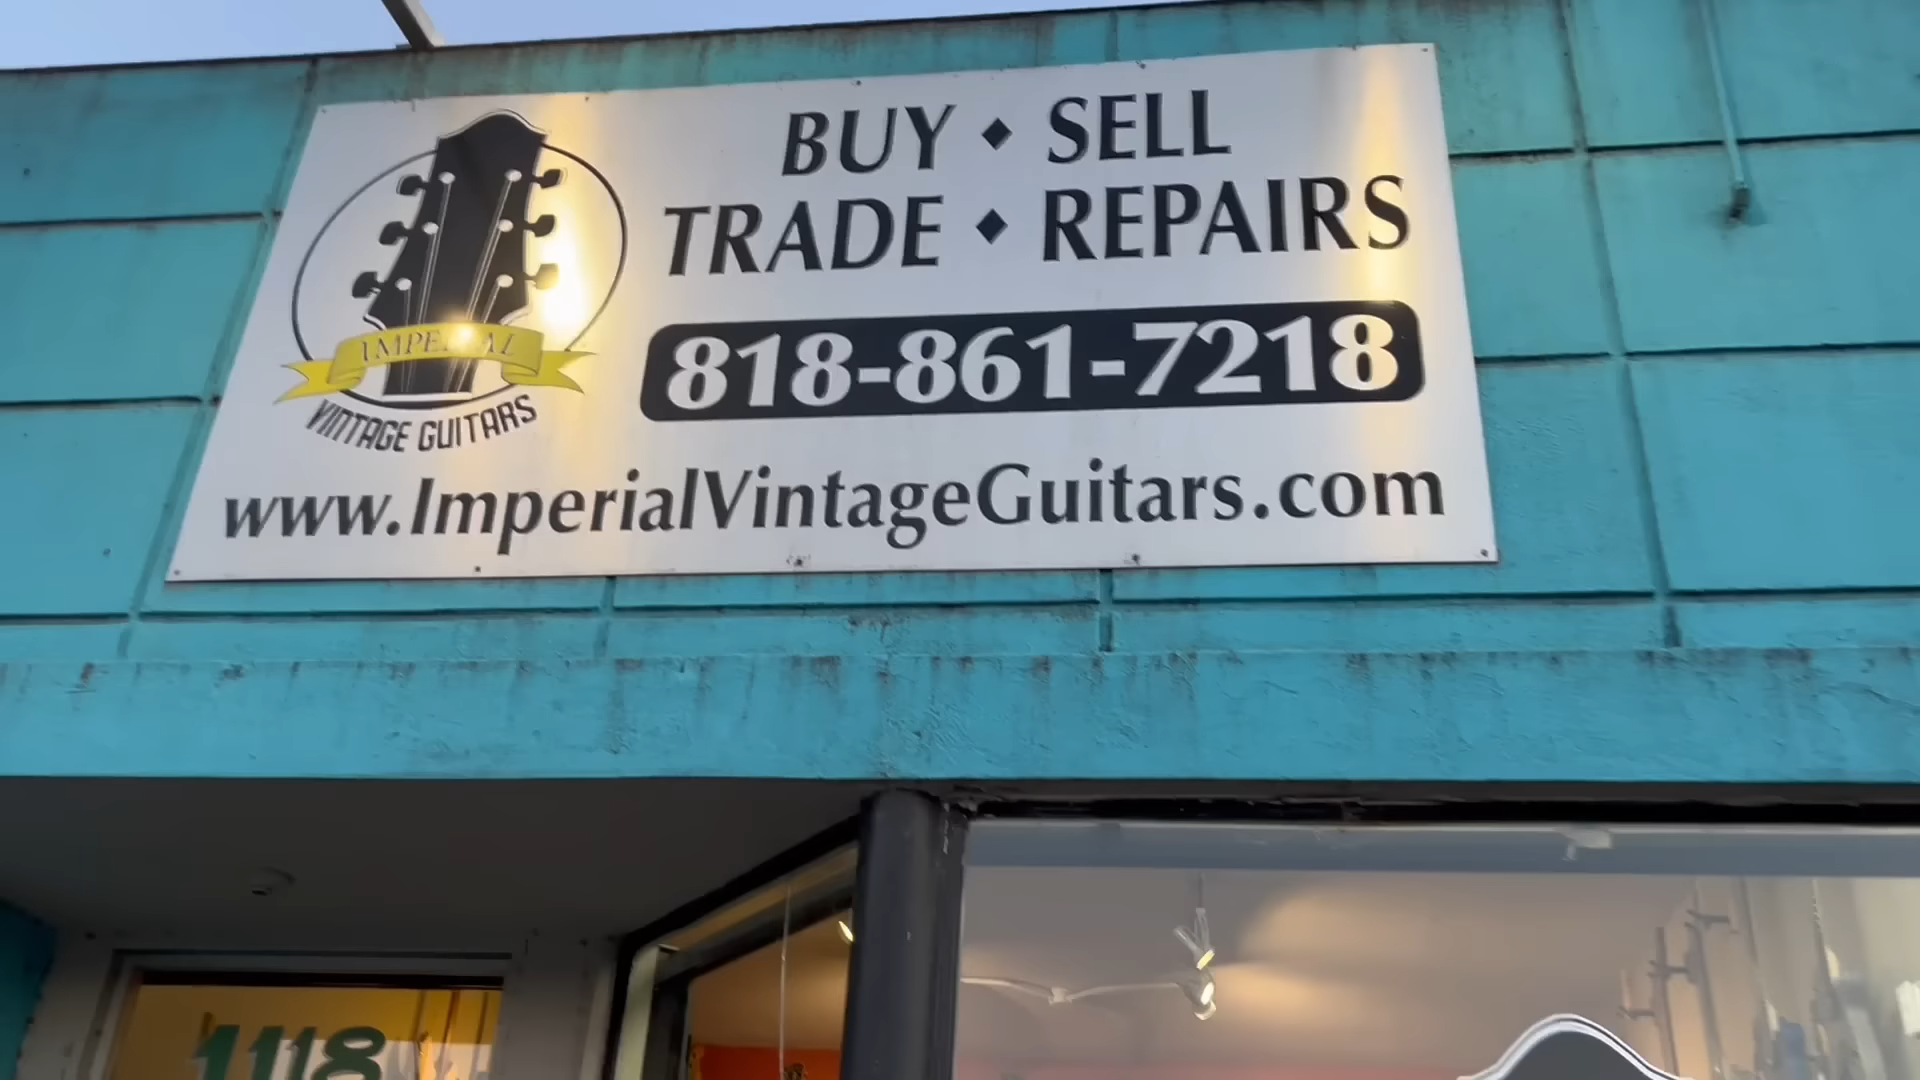 BUY ◆ SELL
TRADE ◆ REPAIRS
818-861-7218
IMPERIAL
VINTAGE GUITARS
www.ImperialVintageGuitars.com
1118